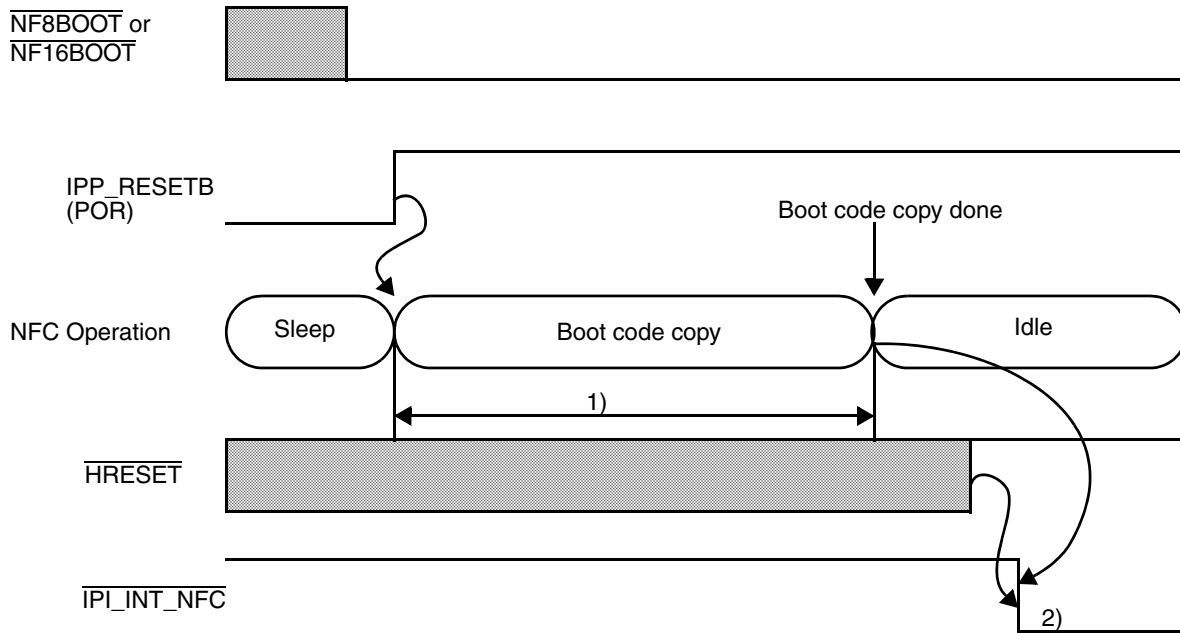 NF8BOOT or
NF16BOOT
IPP_RESETB
(POR)
Boot code copy done
NFC Operation
Sleep
Boot code copy
Idle
1)
HRESET
IPI_INT_NFC
2)